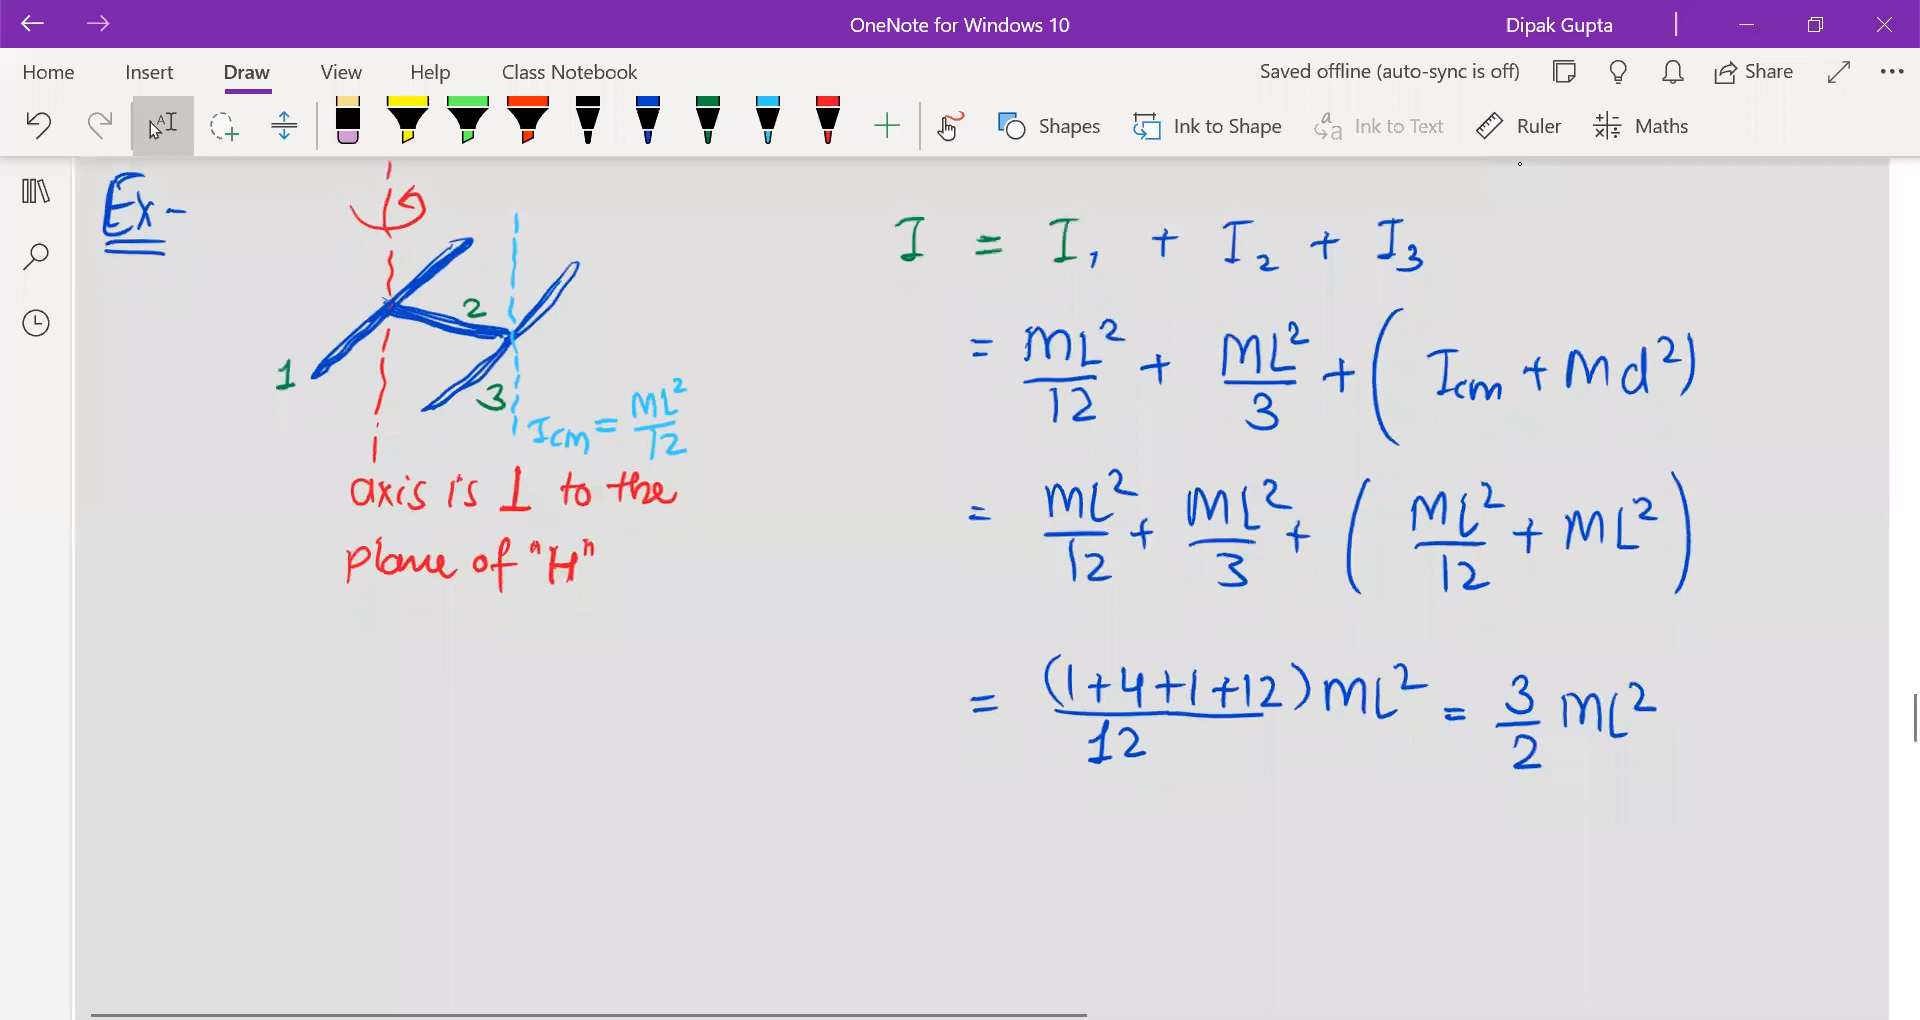 OneNote for Windows 10
Dipak Gupta
Home Insert Draw View Help Class Notebook
Saved offline (auto-sync is off)
Share
Shapes
Ink to Shape
Ink to Text
Ruler
Maths
Ex-
1
2
3
Icm = ML²/12
axis is ⊥ to the
plane of "H"
I = I₁ + I₂ + I₃
= ML²/12 + ML²/3 + (Icm + Md²)
= ML²/12 + ML²/3 + (ML²/12 + ML²)
= (1+4+1+12)/12 ML² = 3/2 ML²